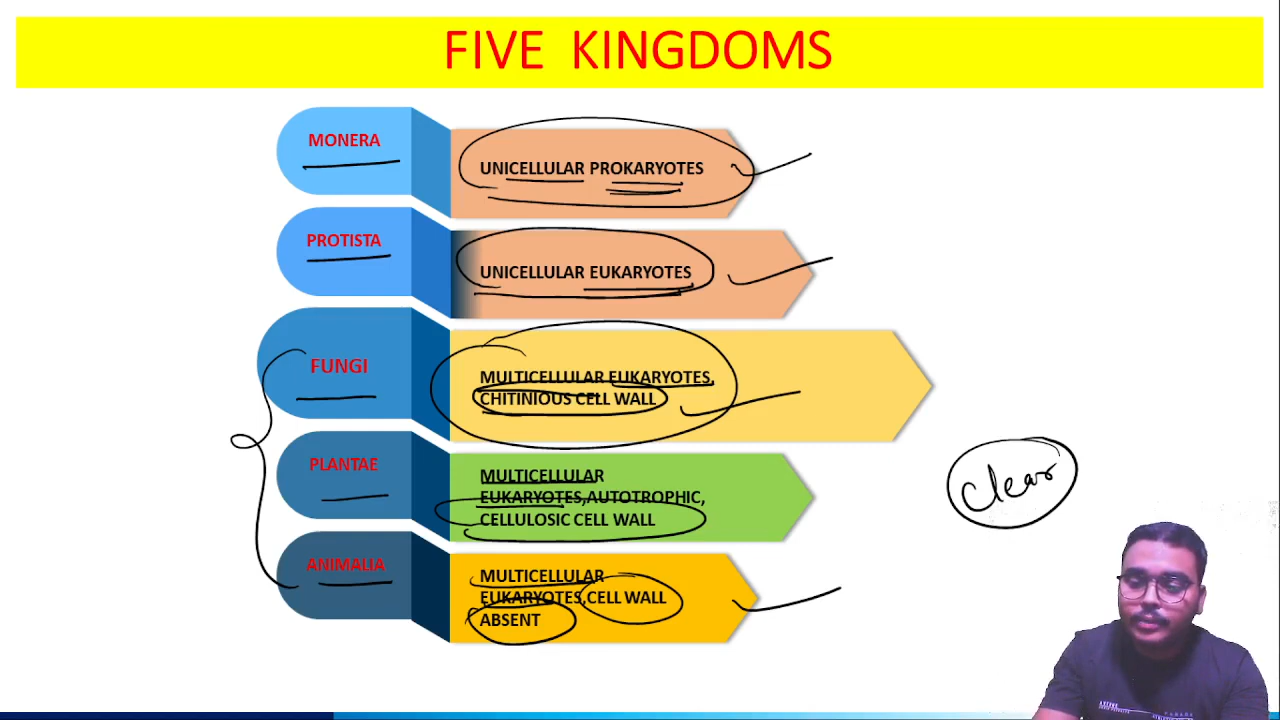 FIVE KINGDOMS
MONERA
UNICELLULAR PROKARYOTES
PROTISTA
UNICELLULAR EUKARYOTES
FUNGI
MULTICELLULAR EUKARYOTES,
CHITINIOUS CELL WALL
PLANTAE
MULTICELLULAR
EUKARYOTES,AUTOTROPHIC,
CELLULOSIC CELL WALL
ANIMALIA
MULTICELLULAR
EUKARYOTES,CELL WALL
ABSENT
clear